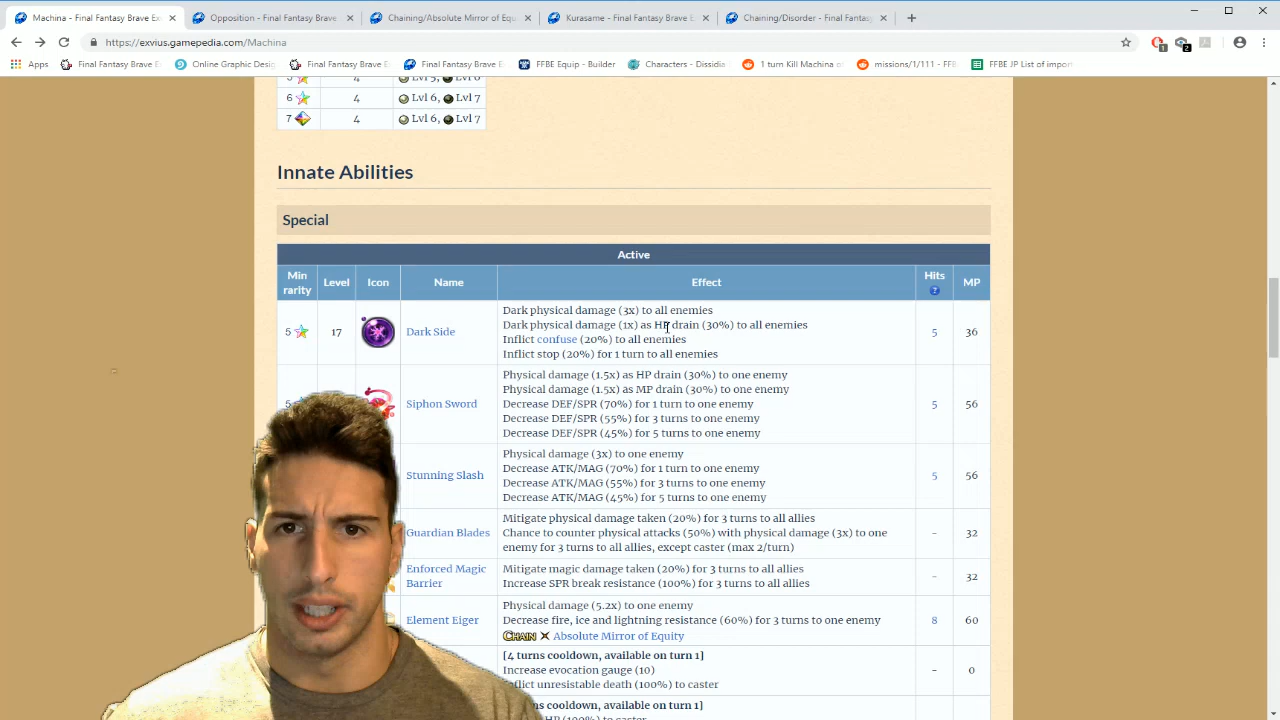 Machina - Final Fantasy Brave Ex
Opposition - Final Fantasy Brave
Chaining/Absolute Mirror of Equi
Kurasame - Final Fantasy Brave E
Chaining/Disorder - Final Fantasy
https://exvius.gamepedia.com/Machina
Apps
Final Fantasy Brave E
Online Graphic Desig
Final Fantasy Brave E
Final Fantasy Brave E
FFBE Equip - Builder
Characters - Dissidia
1 turn Kill Machina o
missions/1/111 - FFB
FFBE JP List of import
1
2
4
6 4 Lvl 6, Lvl 7
7 4 Lvl 6, Lvl 7
Innate Abilities
Special
Active
Min rarity Level Icon Name Effect Hits MP
5 17 Dark Side
Dark physical damage (3x) to all enemies
Dark physical damage (1x) as HP drain (30%) to all enemies
Inflict confuse (20%) to all enemies
Inflict stop (20%) for 1 turn to all enemies
5 36
Siphon Sword
Physical damage (1.5x) as HP drain (30%) to one enemy
Physical damage (1.5x) as MP drain (30%) to one enemy
Decrease DEF/SPR (70%) for 1 turn to one enemy
Decrease DEF/SPR (55%) for 3 turns to one enemy
Decrease DEF/SPR (45%) for 5 turns to one enemy
5 56
Stunning Slash
Physical damage (3x) to one enemy
Decrease ATK/MAG (70%) for 1 turn to one enemy
Decrease ATK/MAG (55%) for 3 turns to one enemy
Decrease ATK/MAG (45%) for 5 turns to one enemy
5 56
Guardian Blades
Mitigate physical damage taken (20%) for 3 turns to all allies
Chance to counter physical attacks (50%) with physical damage (3x) to one
enemy for 3 turns to all allies, except caster (max 2/turn)
- 32
Enforced Magic
Barrier
Mitigate magic damage taken (20%) for 3 turns to all allies
Increase SPR break resistance (100%) for 3 turns to all allies
- 32
Element Eiger
Physical damage (5.2x) to one enemy
Decrease fire, ice and lightning resistance (60%) for 3 turns to one enemy
CHAIN Absolute Mirror of Equity
8 60
[4 turns cooldown, available on turn 1]
Increase evocation gauge (10)
unresistable death (100%) to caster
- 0
cooldown, available on turn 1]
(100%) to caster